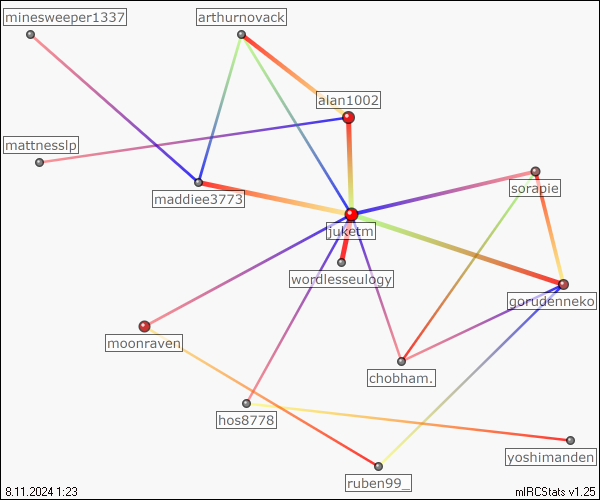 minesweeper1337
arthurnovack
alan1002
mattnesslp
maddiee3773
sorapie
juketm
wordlesseulogy
gorudenneko
moonraven
chobham.
hos8778
yoshimanden
ruben99_
8.11.2024 1:23
mIRCStats v1.25